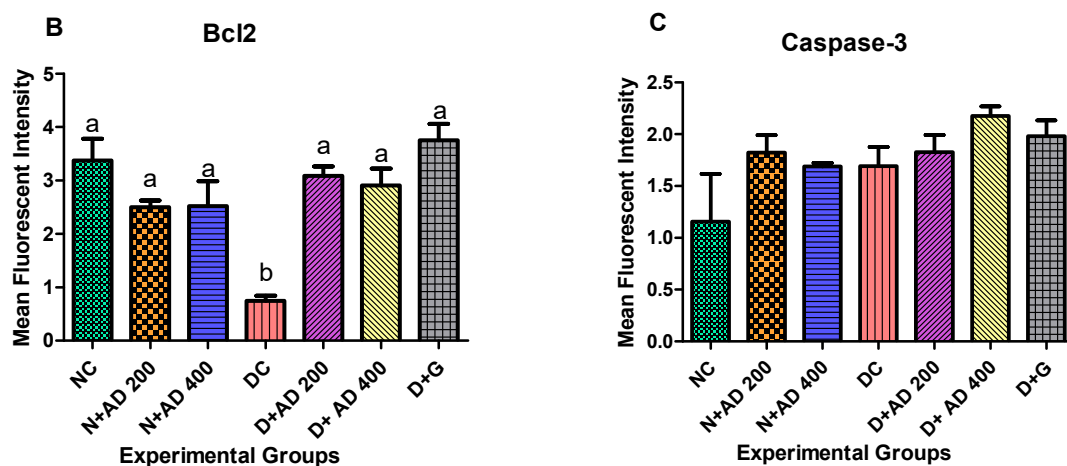 B
Bcl2
Mean Fluorescent Intensity
5
4
3
2
1
0
a
a
a
b
a
a
a
NC
N+AD 200
N+AD 400
DC
D+AD 200
D+ AD 400
D+G
Experimental Groups
C
Caspase-3
Mean Fluorescent Intensity
2.5
2.0
1.5
1.0
0.5
0.0
NC
N+AD 200
N+AD 400
DC
D+AD 200
D+ AD 400
D+G
Experimental Groups